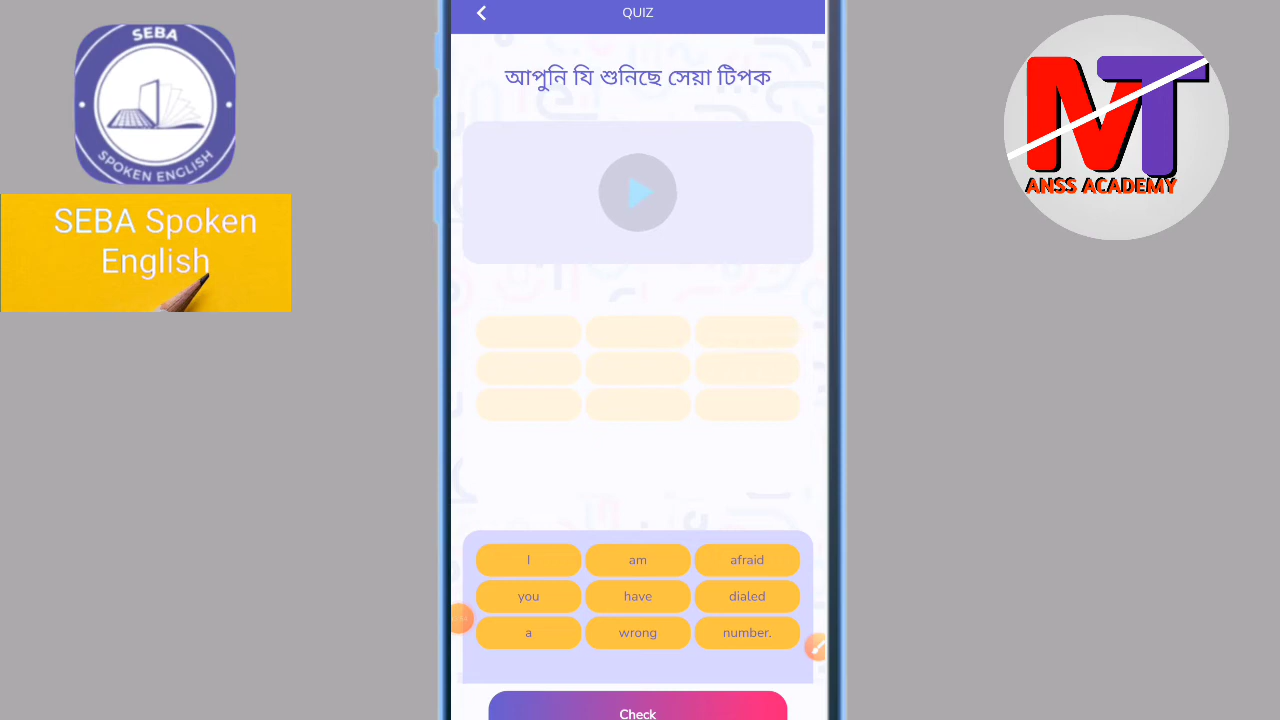 SEBA
SPOKEN ENGLISH
SEBA Spoken
English
QUIZ
আপুনি যি শুনিছে সেয়া টিপক
I am afraid
you have dialed
a wrong number.
Check
MT
ANSS ACADEMY